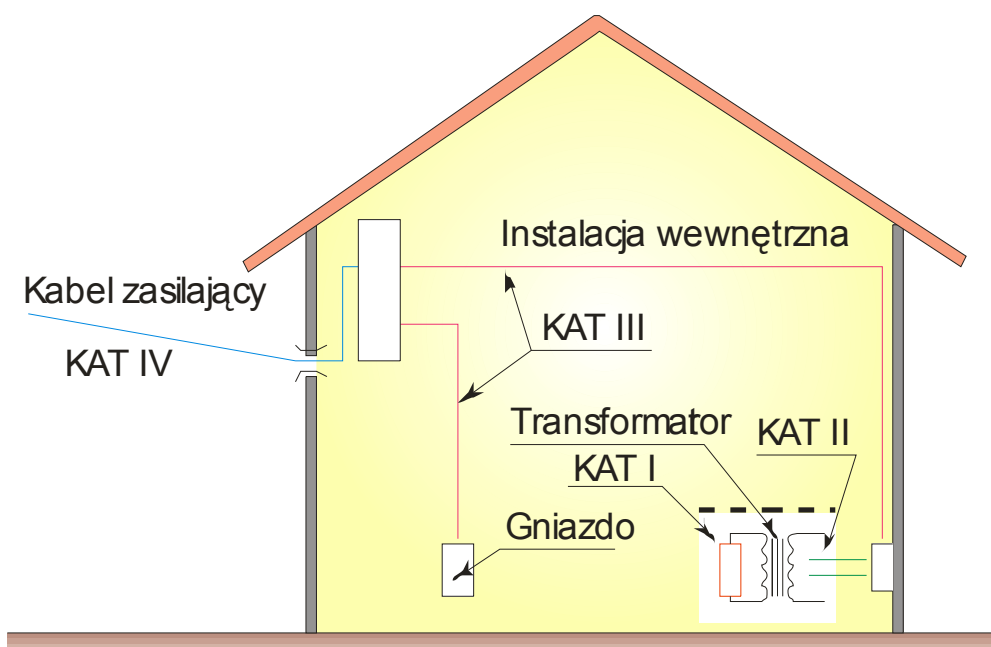 Instalacja wewnętrzna
Kabel zasilający
KAT III
KAT IV
Transformator
KAT II
KAT I
Gniazdo